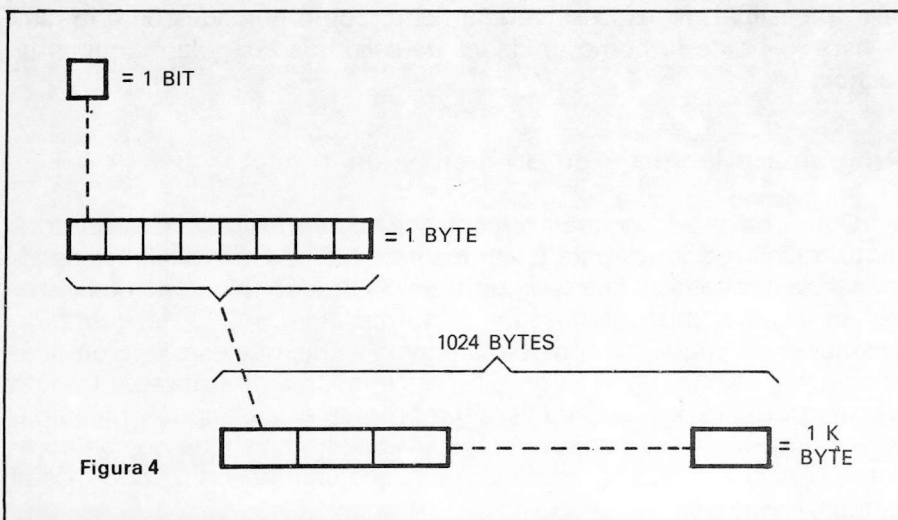 = 1 BIT
= 1 BYTE
1024 BYTES
= 1 K
BYTE
Figura 4